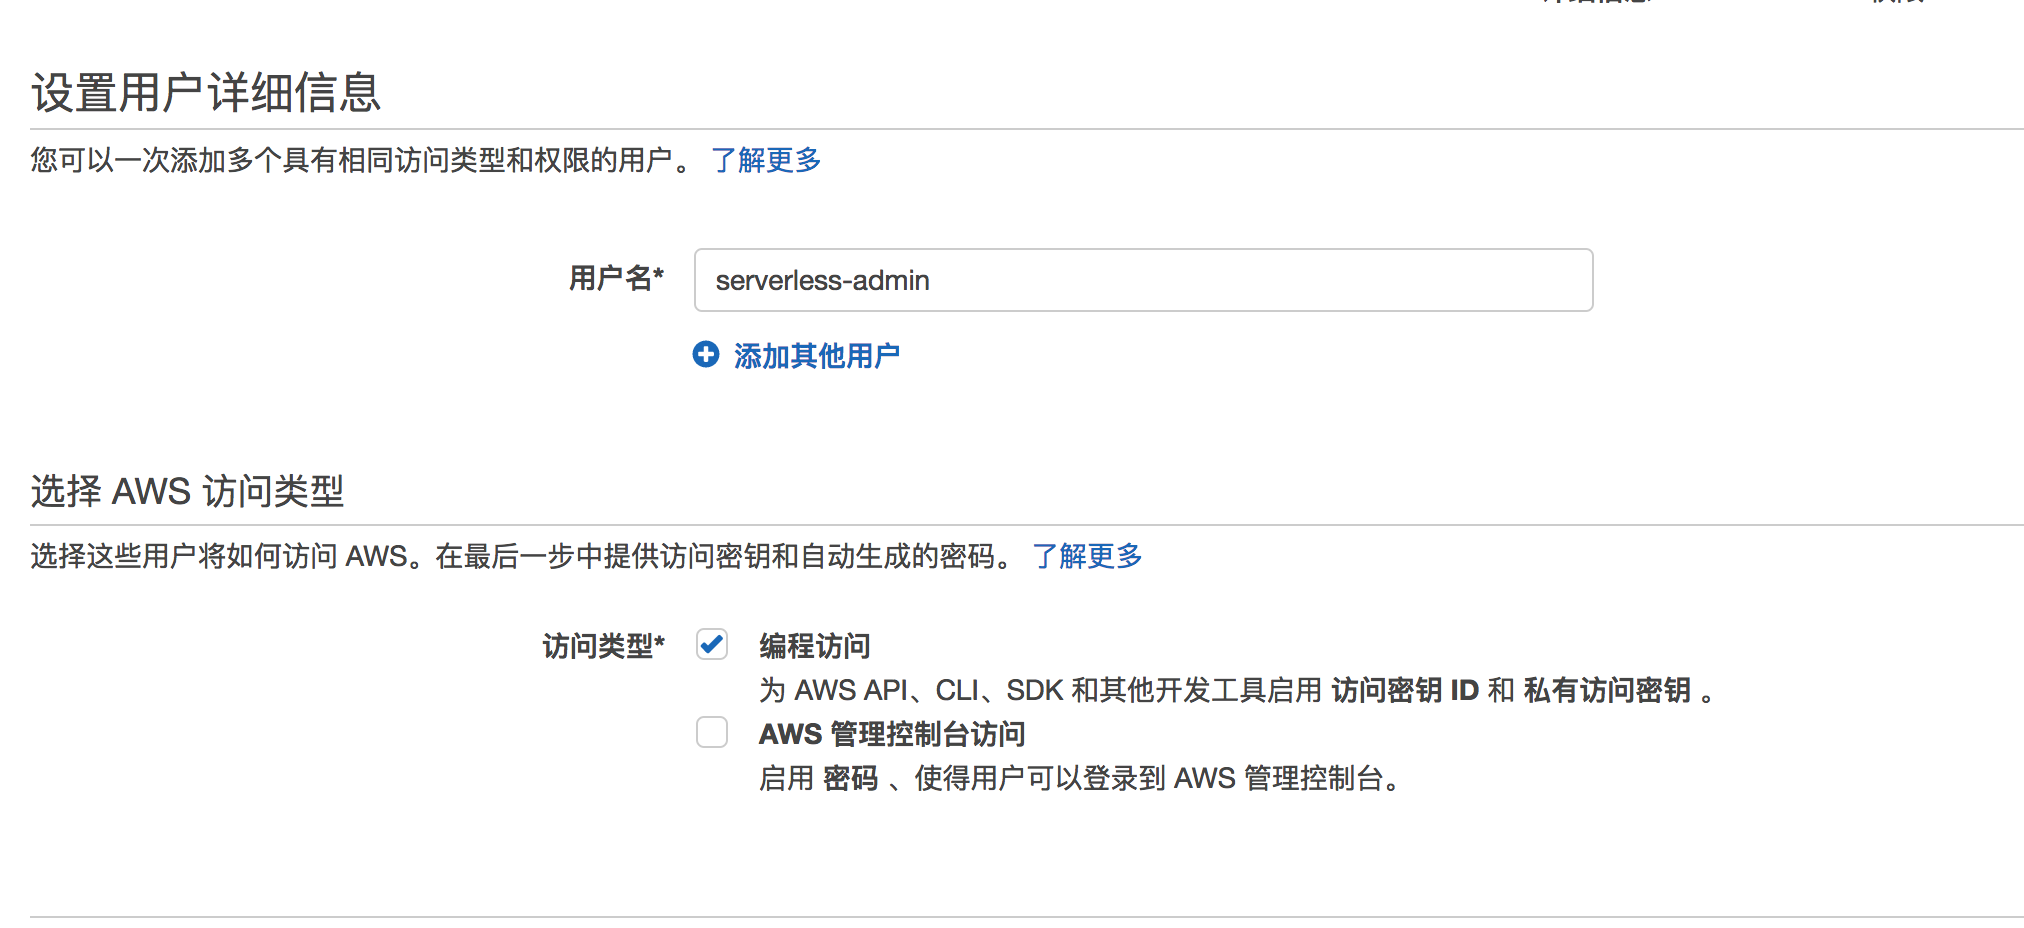 设置用户详细信息
您可以一次添加多个具有相同访问类型和权限的用户。 了解更多
用户名* serverless-admin
添加其他用户
选择 AWS 访问类型
选择这些用户将如何访问 AWS。在最后一步中提供访问密钥和自动生成的密码。 了解更多
访问类型* 编程访问
为 AWS API、CLI、SDK 和其他开发工具启用 访问密钥 ID 和 私有访问密钥 。
AWS 管理控制台访问
启用 密码 、使得用户可以登录到 AWS 管理控制台。